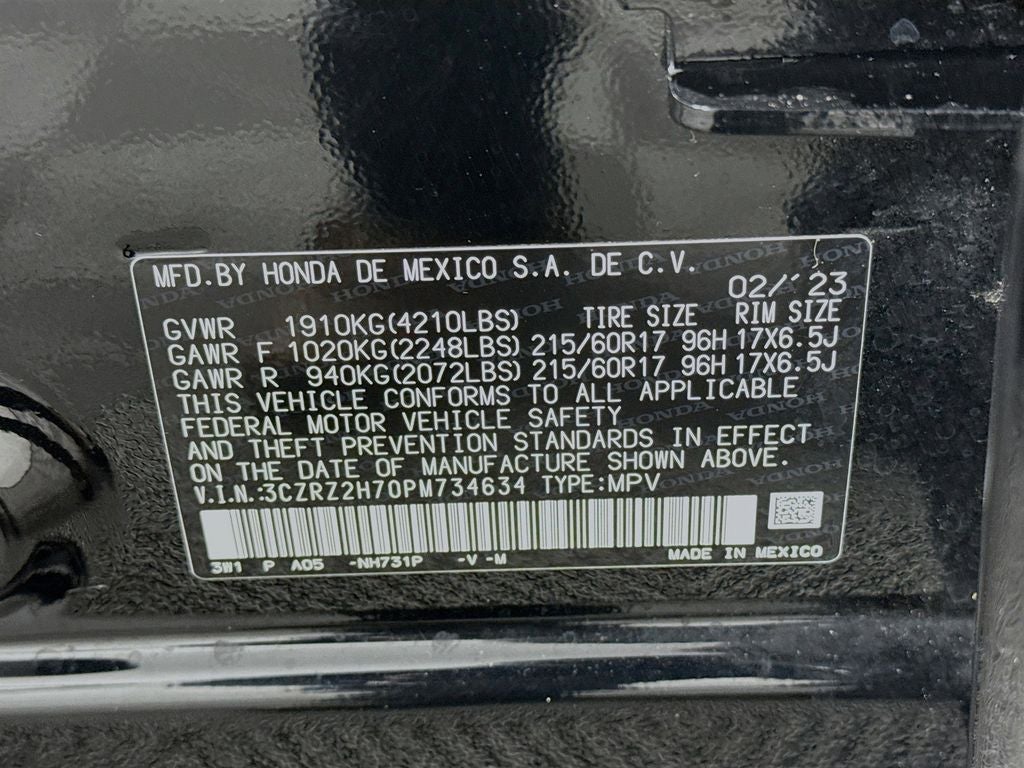 MFD.BY HONDA DE MEXICO S.A. DE C.V.
02/'23
GVWR 1910KG(4210LBS) TIRE SIZE RIM SIZE
GAWR F 1020KG(2248LBS) 215/60R17 96H 17X6.5J
GAWR R 940KG(2072LBS) 215/60R17 96H 17X6.5J
THIS VEHICLE CONFORMS TO ALL APPLICABLE
FEDERAL MOTOR VEHICLE SAFETY
AND THEFT PREVENTION STANDARDS IN EFFECT
ON THE DATE OF MANUFACTURE SHOWN ABOVE.
V.I.N.:3CZRZ2H70PM734634 TYPE:MPV
3W1 P A05 -NH731P -V -M MADE IN MEXICO